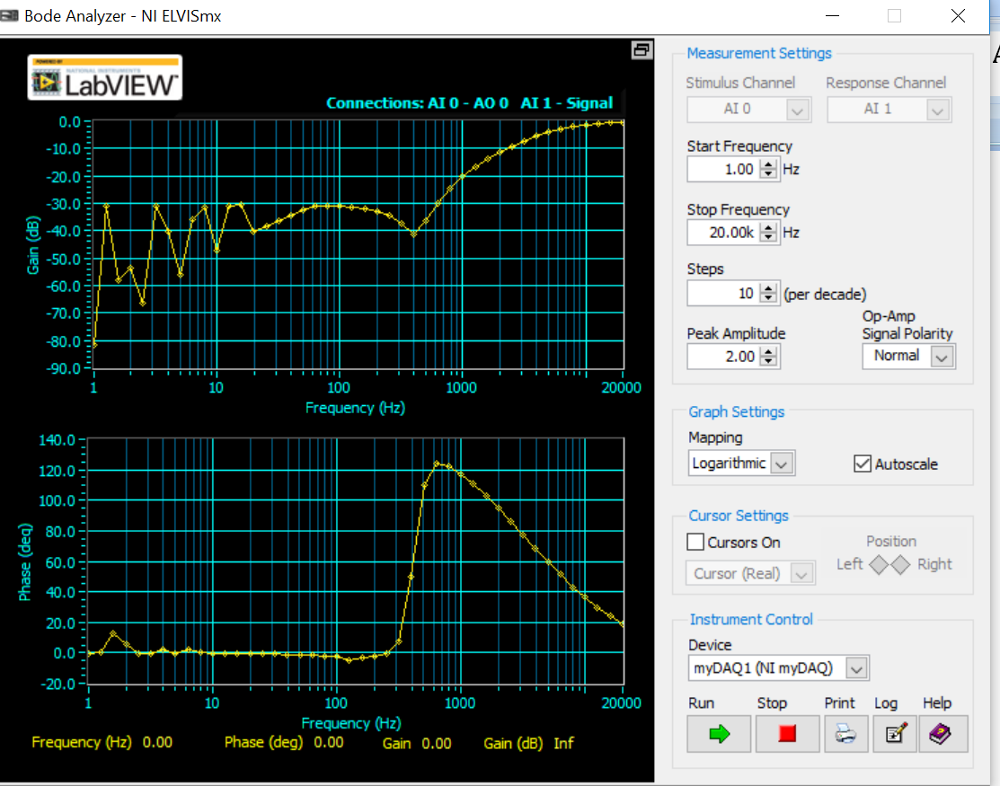 Bode Analyzer - NI ELVISmx
POWERED BY
NATIONAL INSTRUMENTS
LabVIEW™
Connections: AI 0 - AO 0 AI 1 - Signal
Gain (dB)
0.0
-10.0
-20.0
-30.0
-40.0
-50.0
-60.0
-70.0
-80.0
-90.0
1 10 100 1000 20000
Frequency (Hz)
Phase (deg)
140.0
120.0
100.0
80.0
60.0
40.0
20.0
0.0
-20.0
1 10 100 1000 20000
Frequency (Hz)
Frequency (Hz) 0.00 Phase (deg) 0.00 Gain 0.00 Gain (dB) Inf
Measurement Settings
Stimulus Channel Response Channel
AI 0 AI 1
Start Frequency
1.00 Hz
Stop Frequency
20.00k Hz
Steps
10 (per decade)
Peak Amplitude
2.00
Op-Amp
Signal Polarity
Normal
Graph Settings
Mapping
Logarithmic Autoscale
Cursor Settings
Cursors On Position
Cursor (Real) Left Right
Instrument Control
Device
myDAQ1 (NI myDAQ)
Run Stop Print Log Help